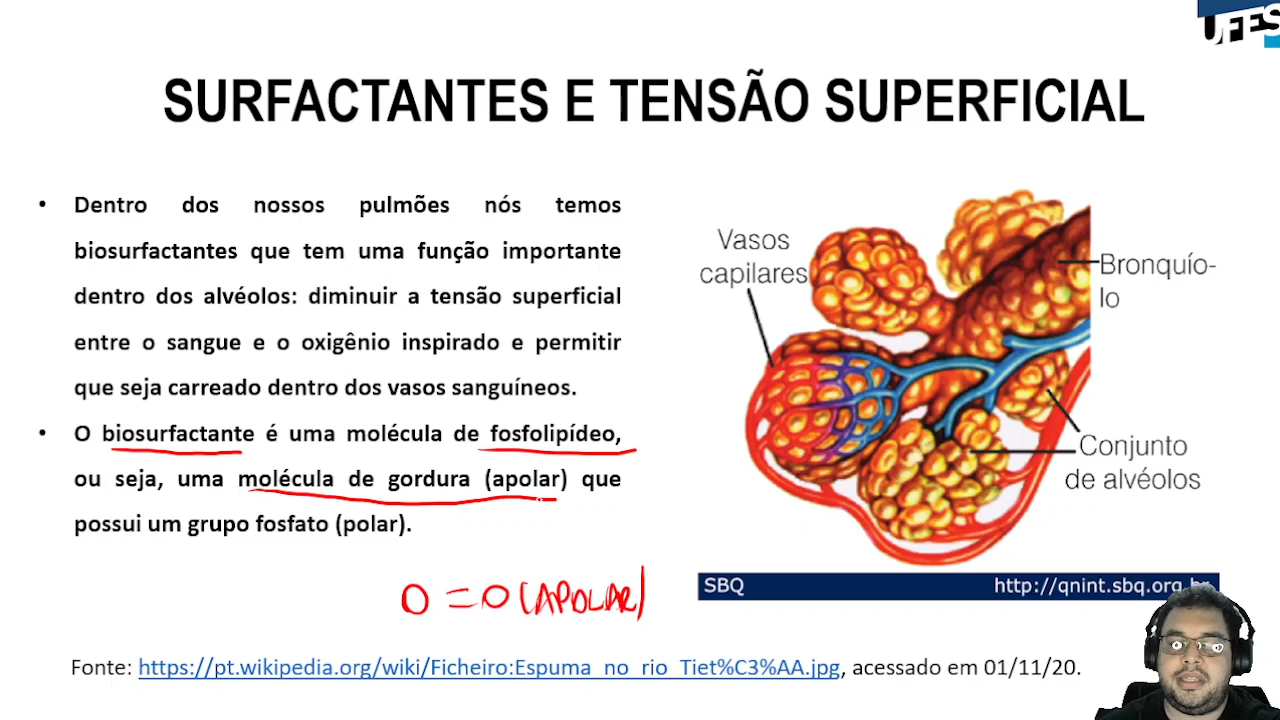 UFES
SURFACTANTES E TENSÃO SUPERFICIAL
• Dentro dos nossos pulmões nós temos
biosurfactantes que tem uma função importante
dentro dos alvéolos: diminuir a tensão superficial
entre o sangue e o oxigênio inspirado e permitir
que seja carreado dentro dos vasos sanguíneos.
• O biosurfactante é uma molécula de fosfolipídeo,
ou seja, uma molécula de gordura (apolar) que
possui um grupo fosfato (polar).
O = O (APOLAR)
Vasos
capilares
Bronquío-
lo
Conjunto
de alvéolos
SBQ http://qnint.sbq.org.br
Fonte: https://pt.wikipedia.org/wiki/Ficheiro:Espuma_no_rio_Tiet%C3%AA.jpg, acessado em 01/11/20.